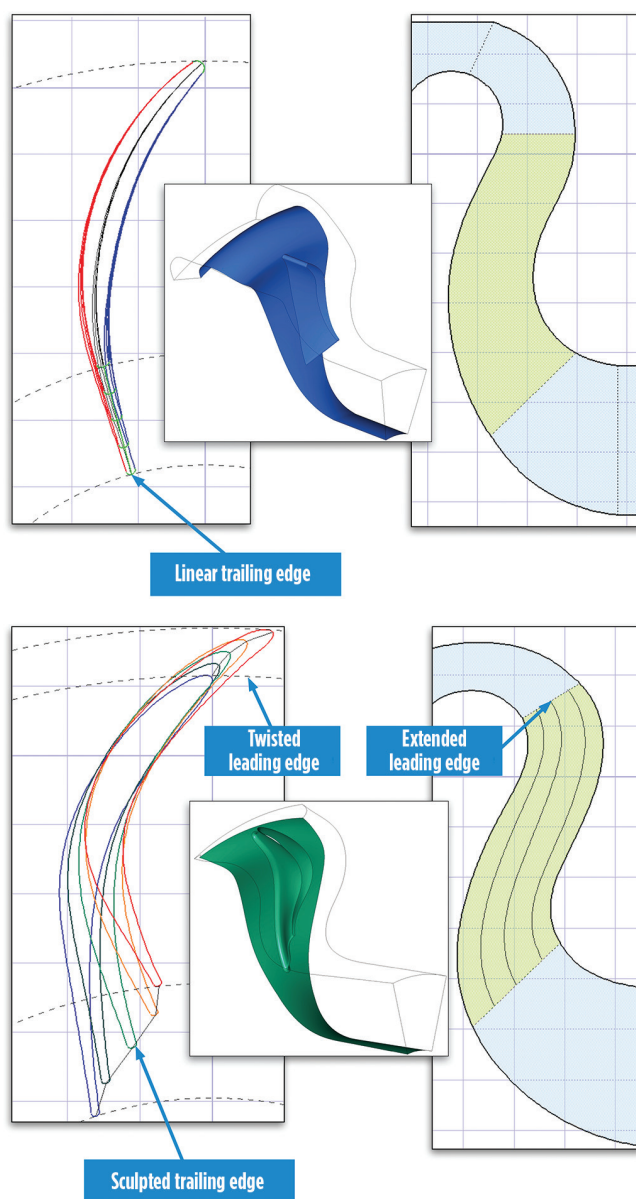 Linear trailing edge
Twisted
leading edge
Extended
leading edge
Sculpted trailing edge